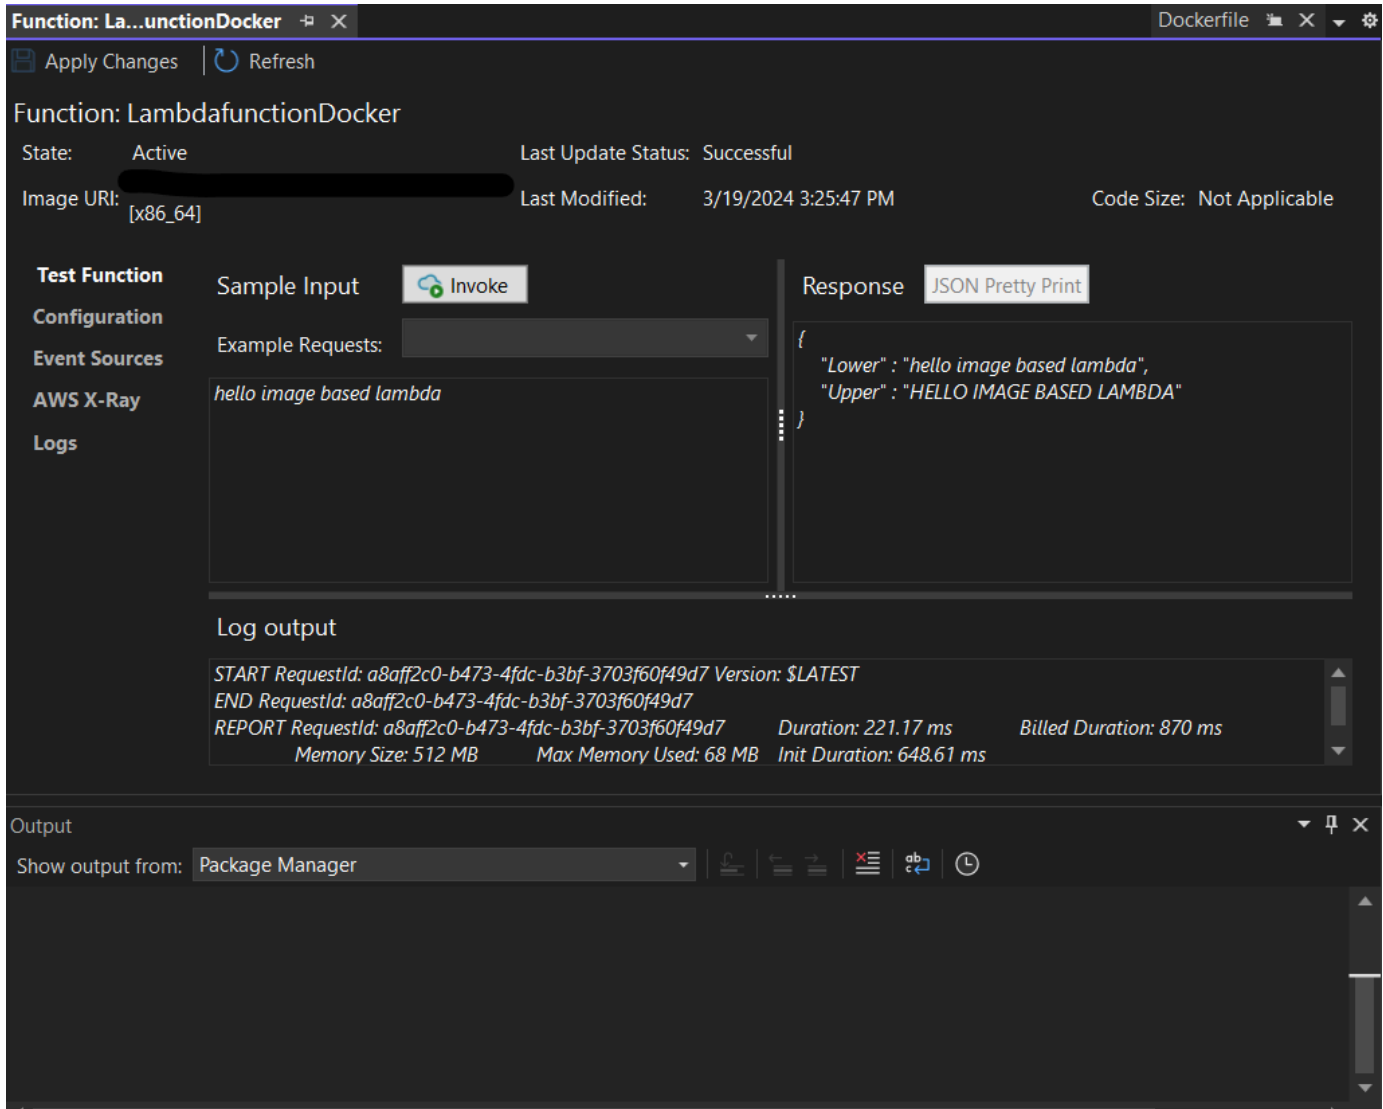 Function: La...unctionDocker
Dockerfile
Apply Changes
Refresh
Function: LambdafunctionDocker
State: Active
Last Update Status: Successful
Image URI:
[x86_64]
Last Modified: 3/19/2024 3:25:47 PM
Code Size: Not Applicable
Test Function
Configuration
Event Sources
AWS X-Ray
Logs
Sample Input
Invoke
Example Requests:
hello image based lambda
Response
JSON Pretty Print
{
"Lower" : "hello image based lambda",
"Upper" : "HELLO IMAGE BASED LAMBDA"
}
Log output
START RequestId: a8aff2c0-b473-4fdc-b3bf-3703f60f49d7 Version: $LATEST
END RequestId: a8aff2c0-b473-4fdc-b3bf-3703f60f49d7
REPORT RequestId: a8aff2c0-b473-4fdc-b3bf-3703f60f49d7 Duration: 221.17 ms Billed Duration: 870 ms
Memory Size: 512 MB Max Memory Used: 68 MB Init Duration: 648.61 ms
Output
Show output from: Package Manager